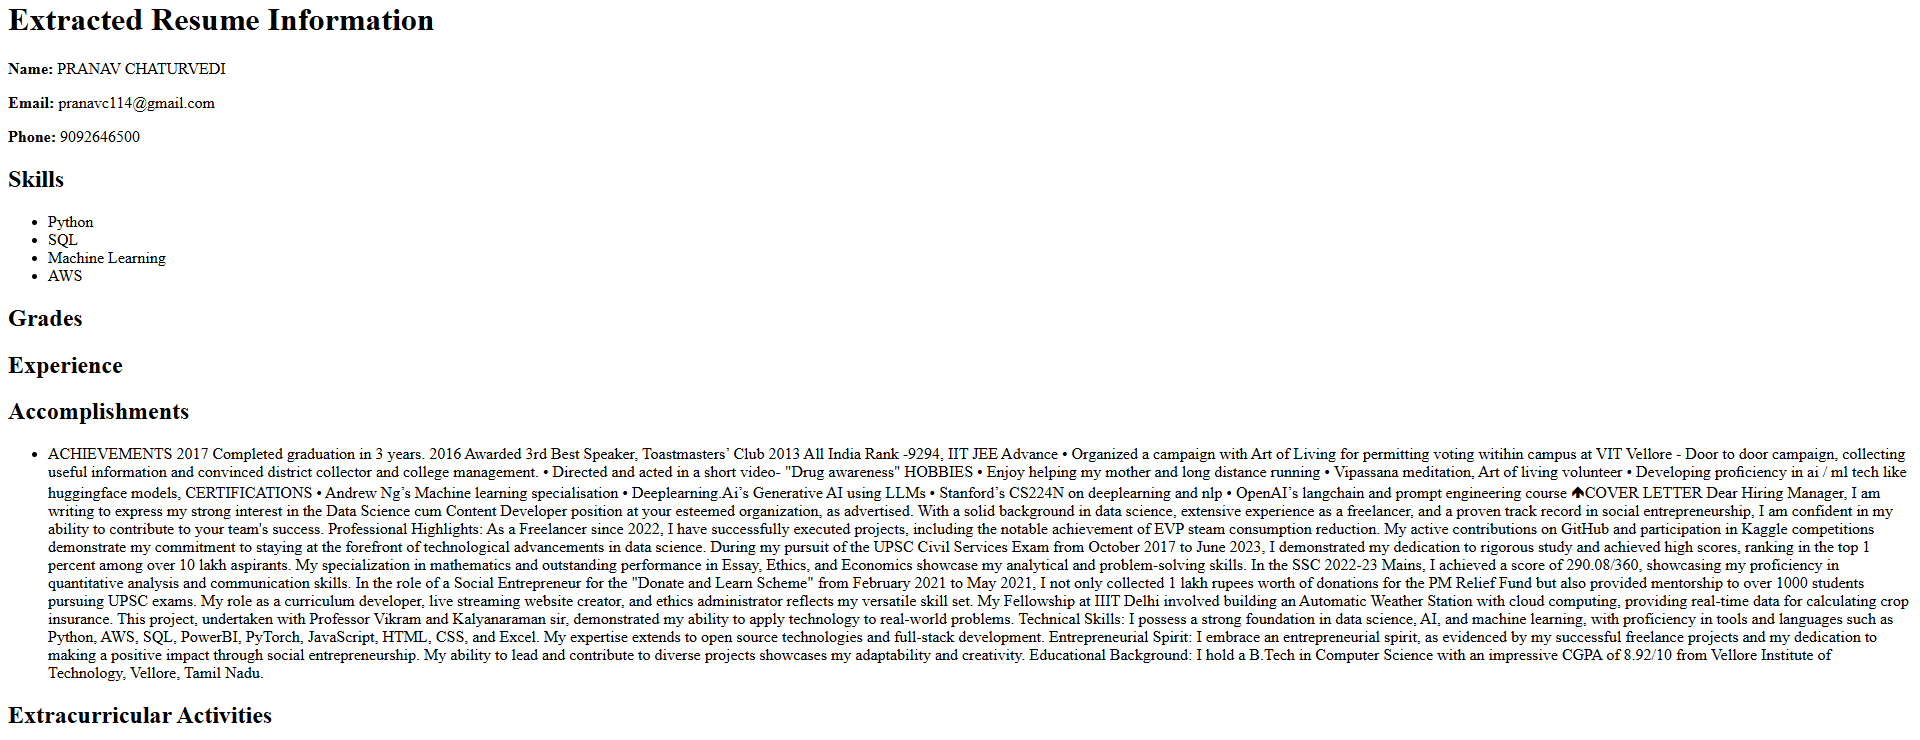 Extracted Resume Information
Name: PRANAV CHATURVEDI
Email: pranavc114@gmail.com
Phone: 9092646500
Skills
• Python
• SQL
• Machine Learning
• AWS
Grades
Experience
Accomplishments
• ACHIEVEMENTS 2017 Completed graduation in 3 years. 2016 Awarded 3rd Best Speaker, Toastmasters’ Club 2013 All India Rank -9294, IIT JEE Advance • Organized a campaign with Art of Living for permitting voting witihin campus at VIT Vellore - Door to door campaign, collecting
useful information and convinced district collector and college management. • Directed and acted in a short video- "Drug awareness" HOBBIES • Enjoy helping my mother and long distance running • Vipassana meditation, Art of living volunteer • Developing proficiency in ai / ml tech like
huggingface models, CERTIFICATIONS • Andrew Ng’s Machine learning specialisation • Deeplearning.Ai’s Generative AI using LLMs • Stanford’s CS224N on deeplearning and nlp • OpenAI’s langchain and prompt engineering course 🡅COVER LETTER Dear Hiring Manager, I am
writing to express my strong interest in the Data Science cum Content Developer position at your esteemed organization, as advertised. With a solid background in data science, extensive experience as a freelancer, and a proven track record in social entrepreneurship, I am confident in my
ability to contribute to your team's success. Professional Highlights: As a Freelancer since 2022, I have successfully executed projects, including the notable achievement of EVP steam consumption reduction. My active contributions on GitHub and participation in Kaggle competitions
demonstrate my commitment to staying at the forefront of technological advancements in data science. During my pursuit of the UPSC Civil Services Exam from October 2017 to June 2023, I demonstrated my dedication to rigorous study and achieved high scores, ranking in the top 1
percent among over 10 lakh aspirants. My specialization in mathematics and outstanding performance in Essay, Ethics, and Economics showcase my analytical and problem-solving skills. In the SSC 2022-23 Mains, I achieved a score of 290.08/360, showcasing my proficiency in
quantitative analysis and communication skills. In the role of a Social Entrepreneur for the "Donate and Learn Scheme" from February 2021 to May 2021, I not only collected 1 lakh rupees worth of donations for the PM Relief Fund but also provided mentorship to over 1000 students
pursuing UPSC exams. My role as a curriculum developer, live streaming website creator, and ethics administrator reflects my versatile skill set. My Fellowship at IIIT Delhi involved building an Automatic Weather Station with cloud computing, providing real-time data for calculating crop
insurance. This project, undertaken with Professor Vikram and Kalyanaraman sir, demonstrated my ability to apply technology to real-world problems. Technical Skills: I possess a strong foundation in data science, AI, and machine learning, with proficiency in tools and languages such as
Python, AWS, SQL, PowerBI, PyTorch, JavaScript, HTML, CSS, and Excel. My expertise extends to open source technologies and full-stack development. Entrepreneurial Spirit: I embrace an entrepreneurial spirit, as evidenced by my successful freelance projects and my dedication to
making a positive impact through social entrepreneurship. My ability to lead and contribute to diverse projects showcases my adaptability and creativity. Educational Background: I hold a B.Tech in Computer Science with an impressive CGPA of 8.92/10 from Vellore Institute of
Technology, Vellore, Tamil Nadu.
Extracurricular Activities